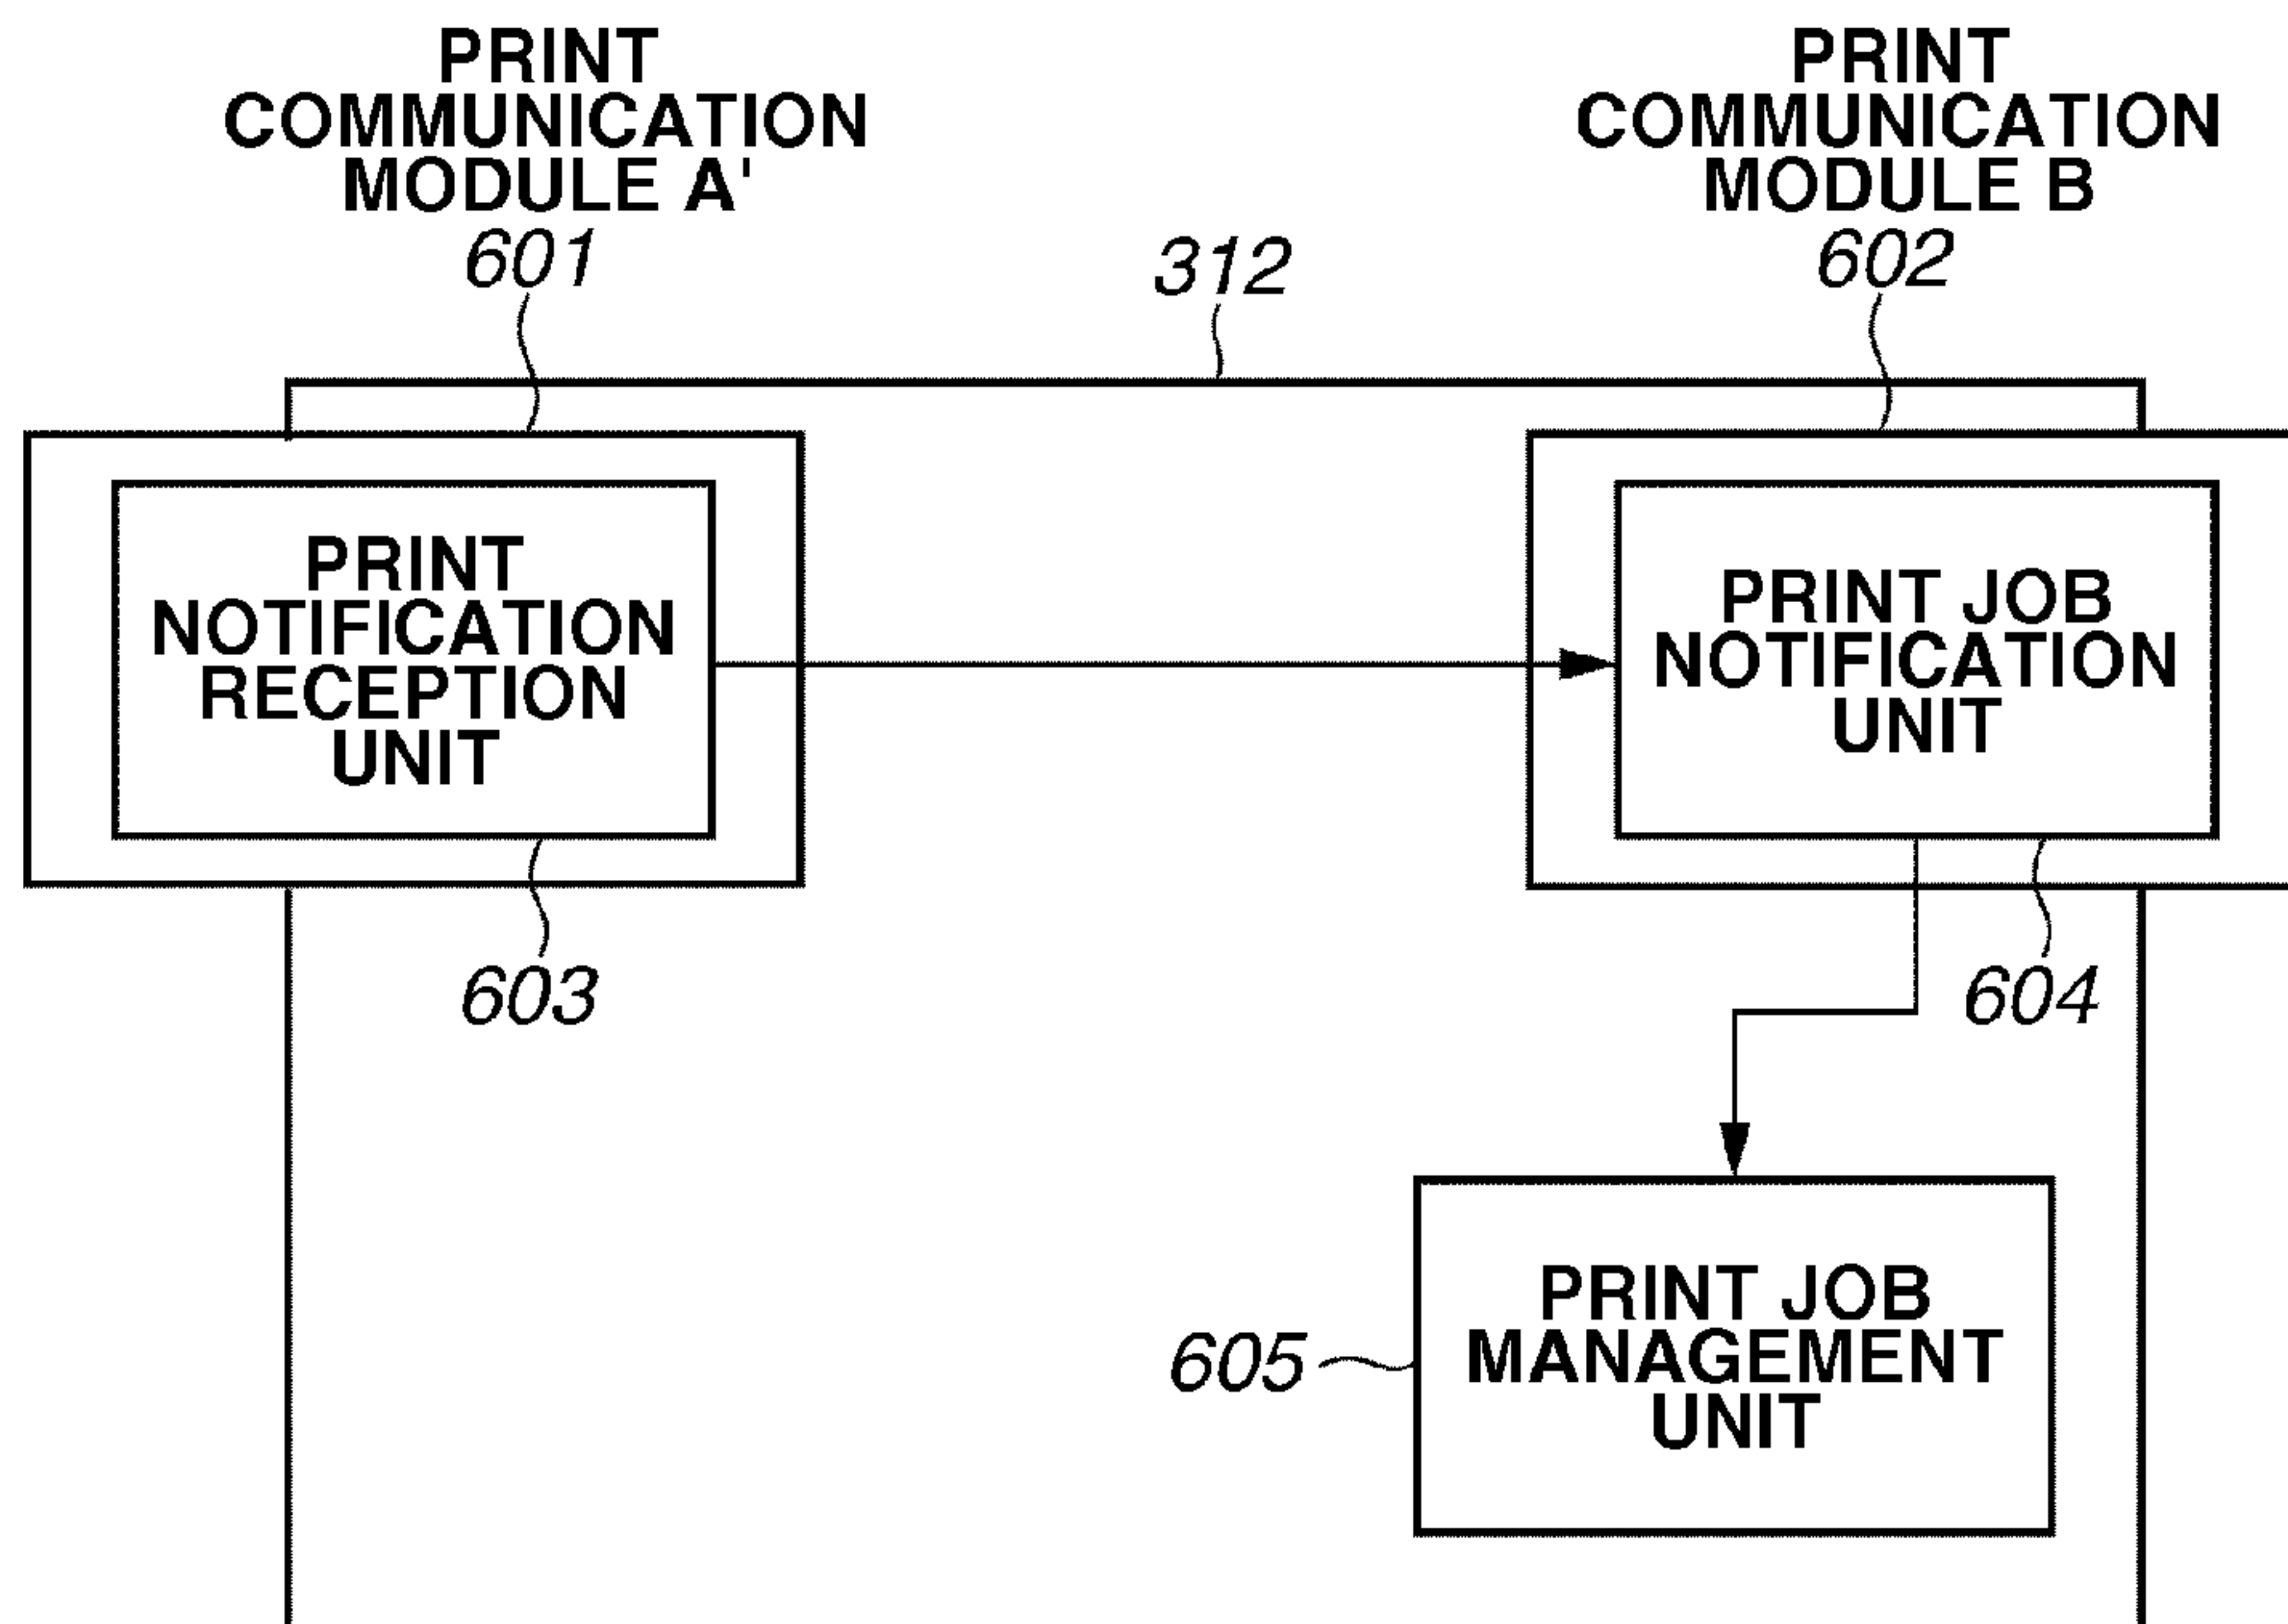 PRINT
COMMUNICATION
MODULE A'
601
312
PRINT
COMMUNICATION
MODULE B
602
PRINT
NOTIFICATION
RECEPTION
UNIT
603
PRINT JOB
NOTIFICATION
UNIT
604
605
PRINT JOB
MANAGEMENT
UNIT